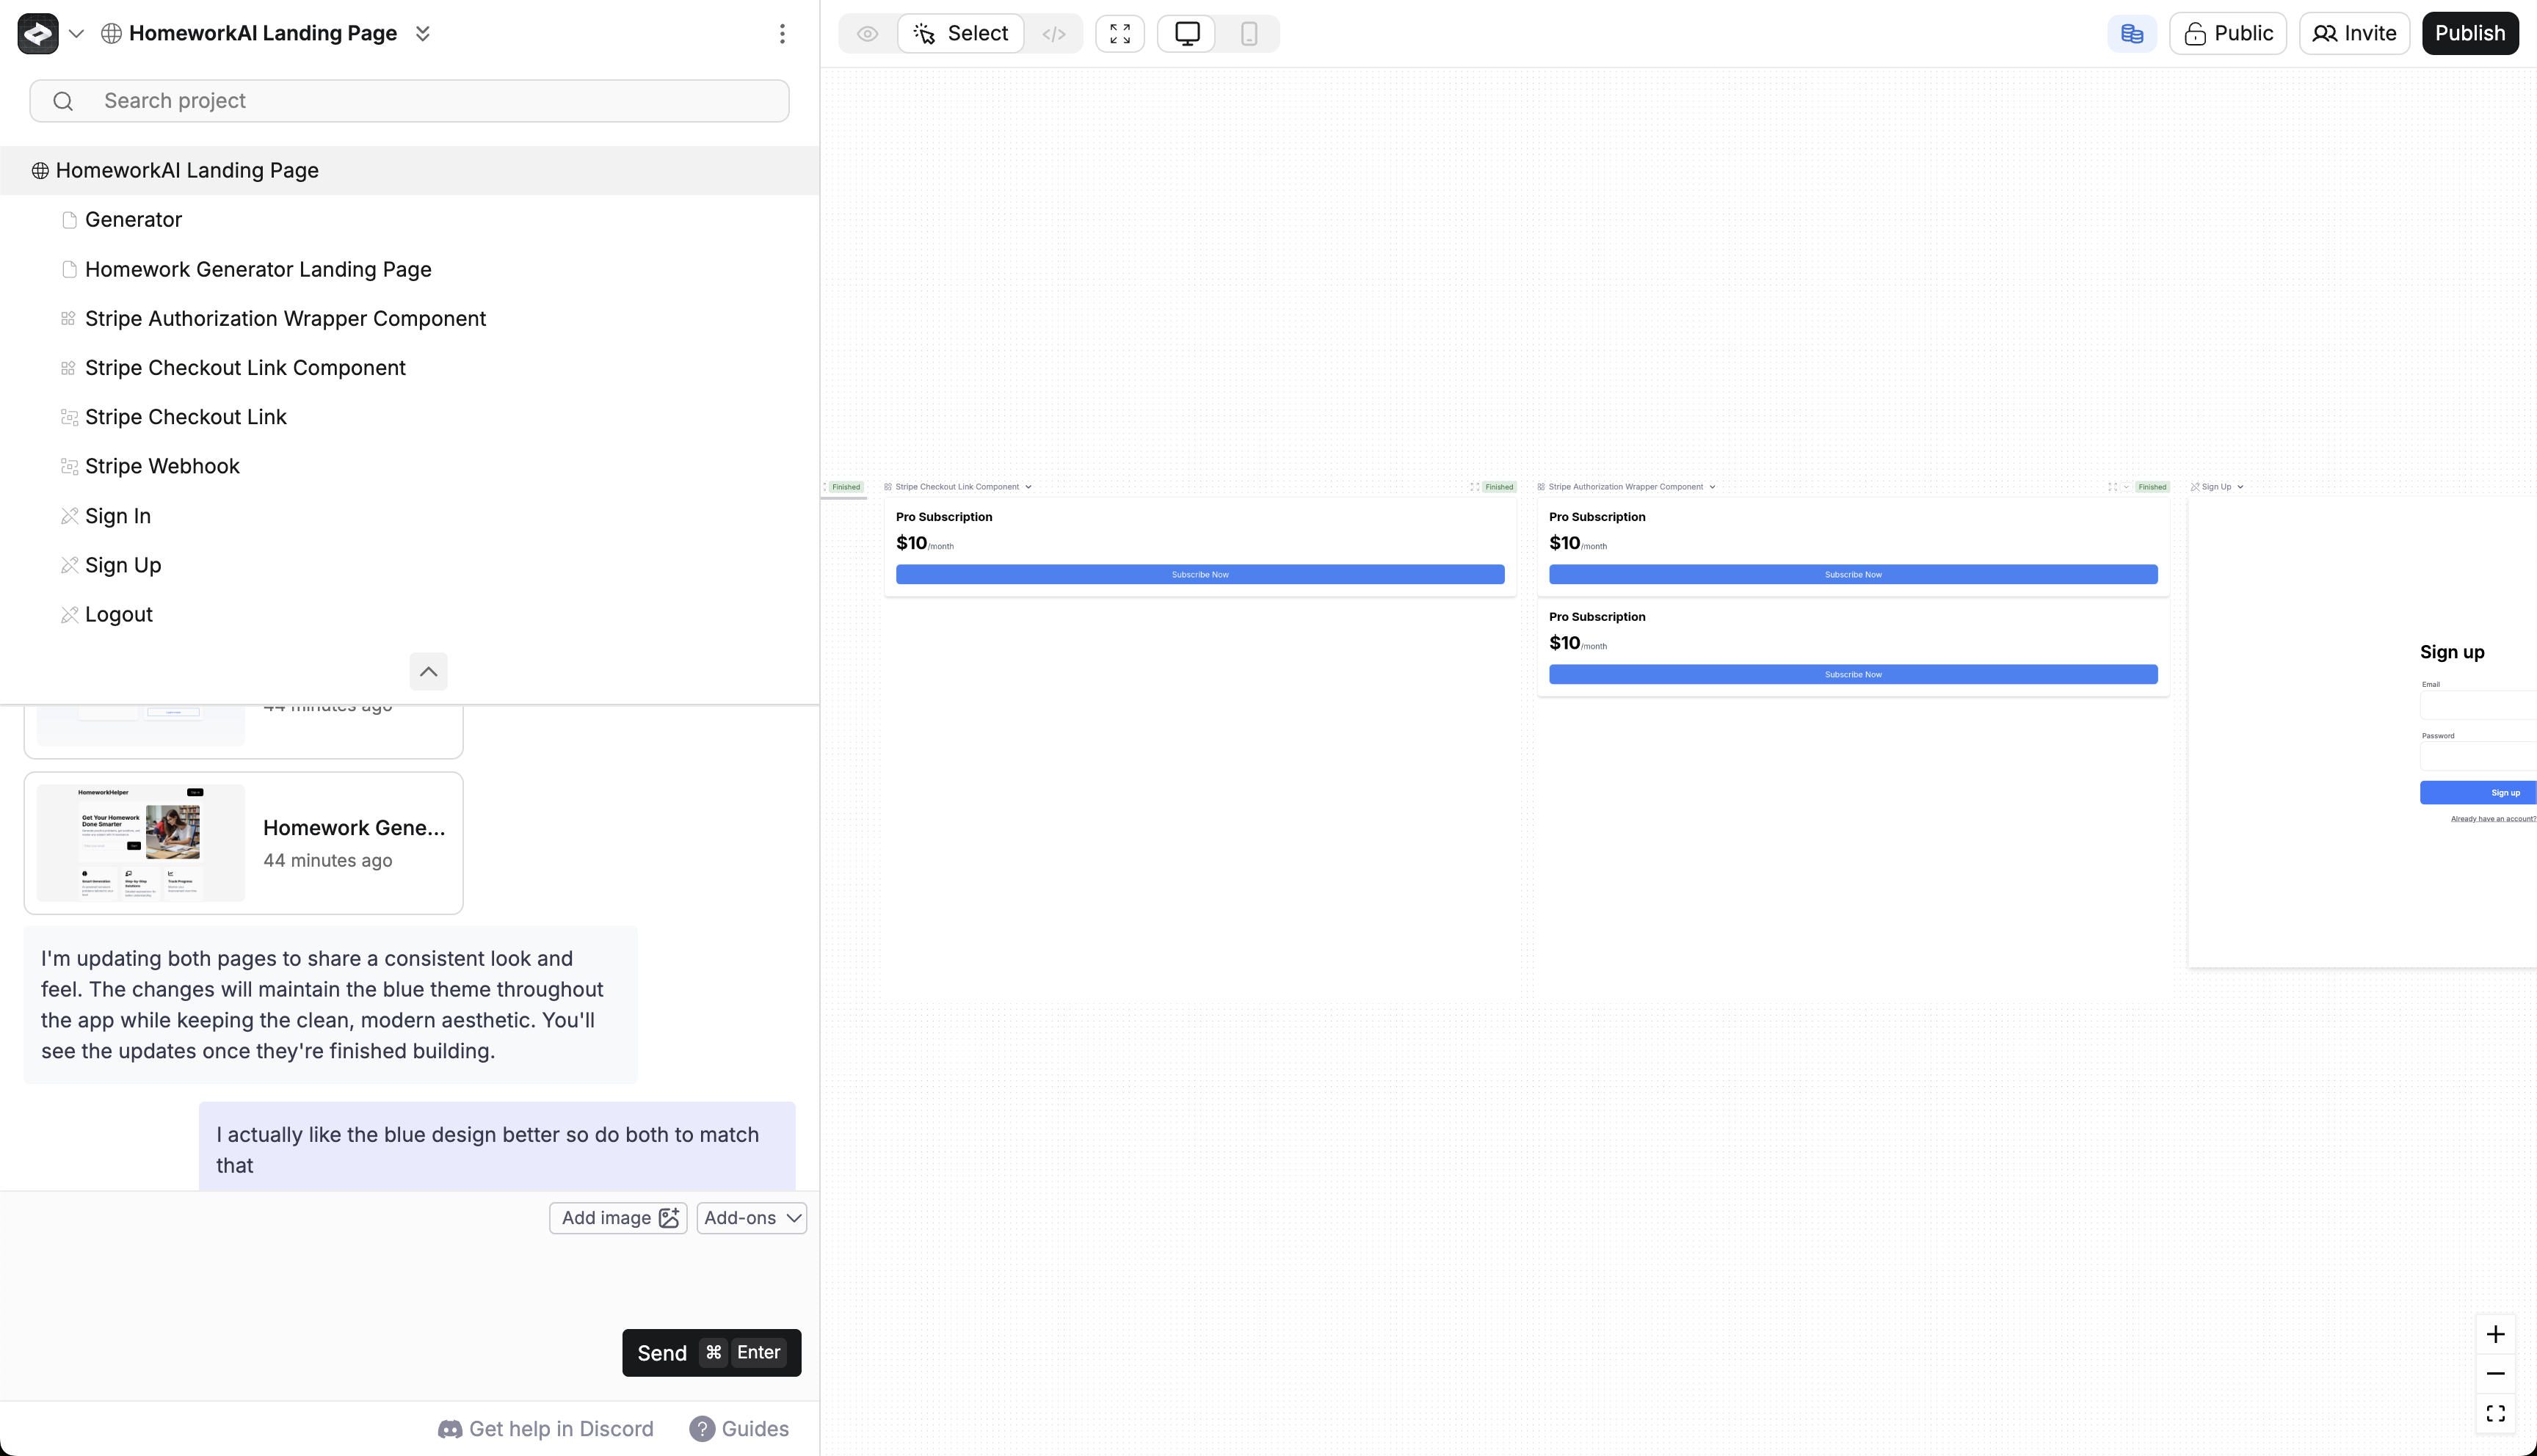 HomeworkAI Landing Page
Search project
HomeworkAI Landing Page
Generator
Homework Generator Landing Page
Stripe Authorization Wrapper Component
Stripe Checkout Link Component
Stripe Checkout Link
Stripe Webhook
Sign In
Sign Up
Logout
44 minutes ago
HomeworkHelper
Get Your Homework
Done Smarter
Homework Gene...
44 minutes ago
I'm updating both pages to share a consistent look and
feel. The changes will maintain the blue theme throughout
the app while keeping the clean, modern aesthetic. You'll
see the updates once they're finished building.
I actually like the blue design better so do both to match
that
Add image
Add-ons
Send ⌘ Enter
Get help in Discord
Guides
Select
Public
Invite
Publish
Finished
Stripe Checkout Link Component
Finished
Pro Subscription
$10/month
Subscribe Now
Stripe Authorization Wrapper Component
Finished
Pro Subscription
$10/month
Subscribe Now
Pro Subscription
$10/month
Subscribe Now
Sign Up
Sign up
Email
Password
Sign up
Already have an account?